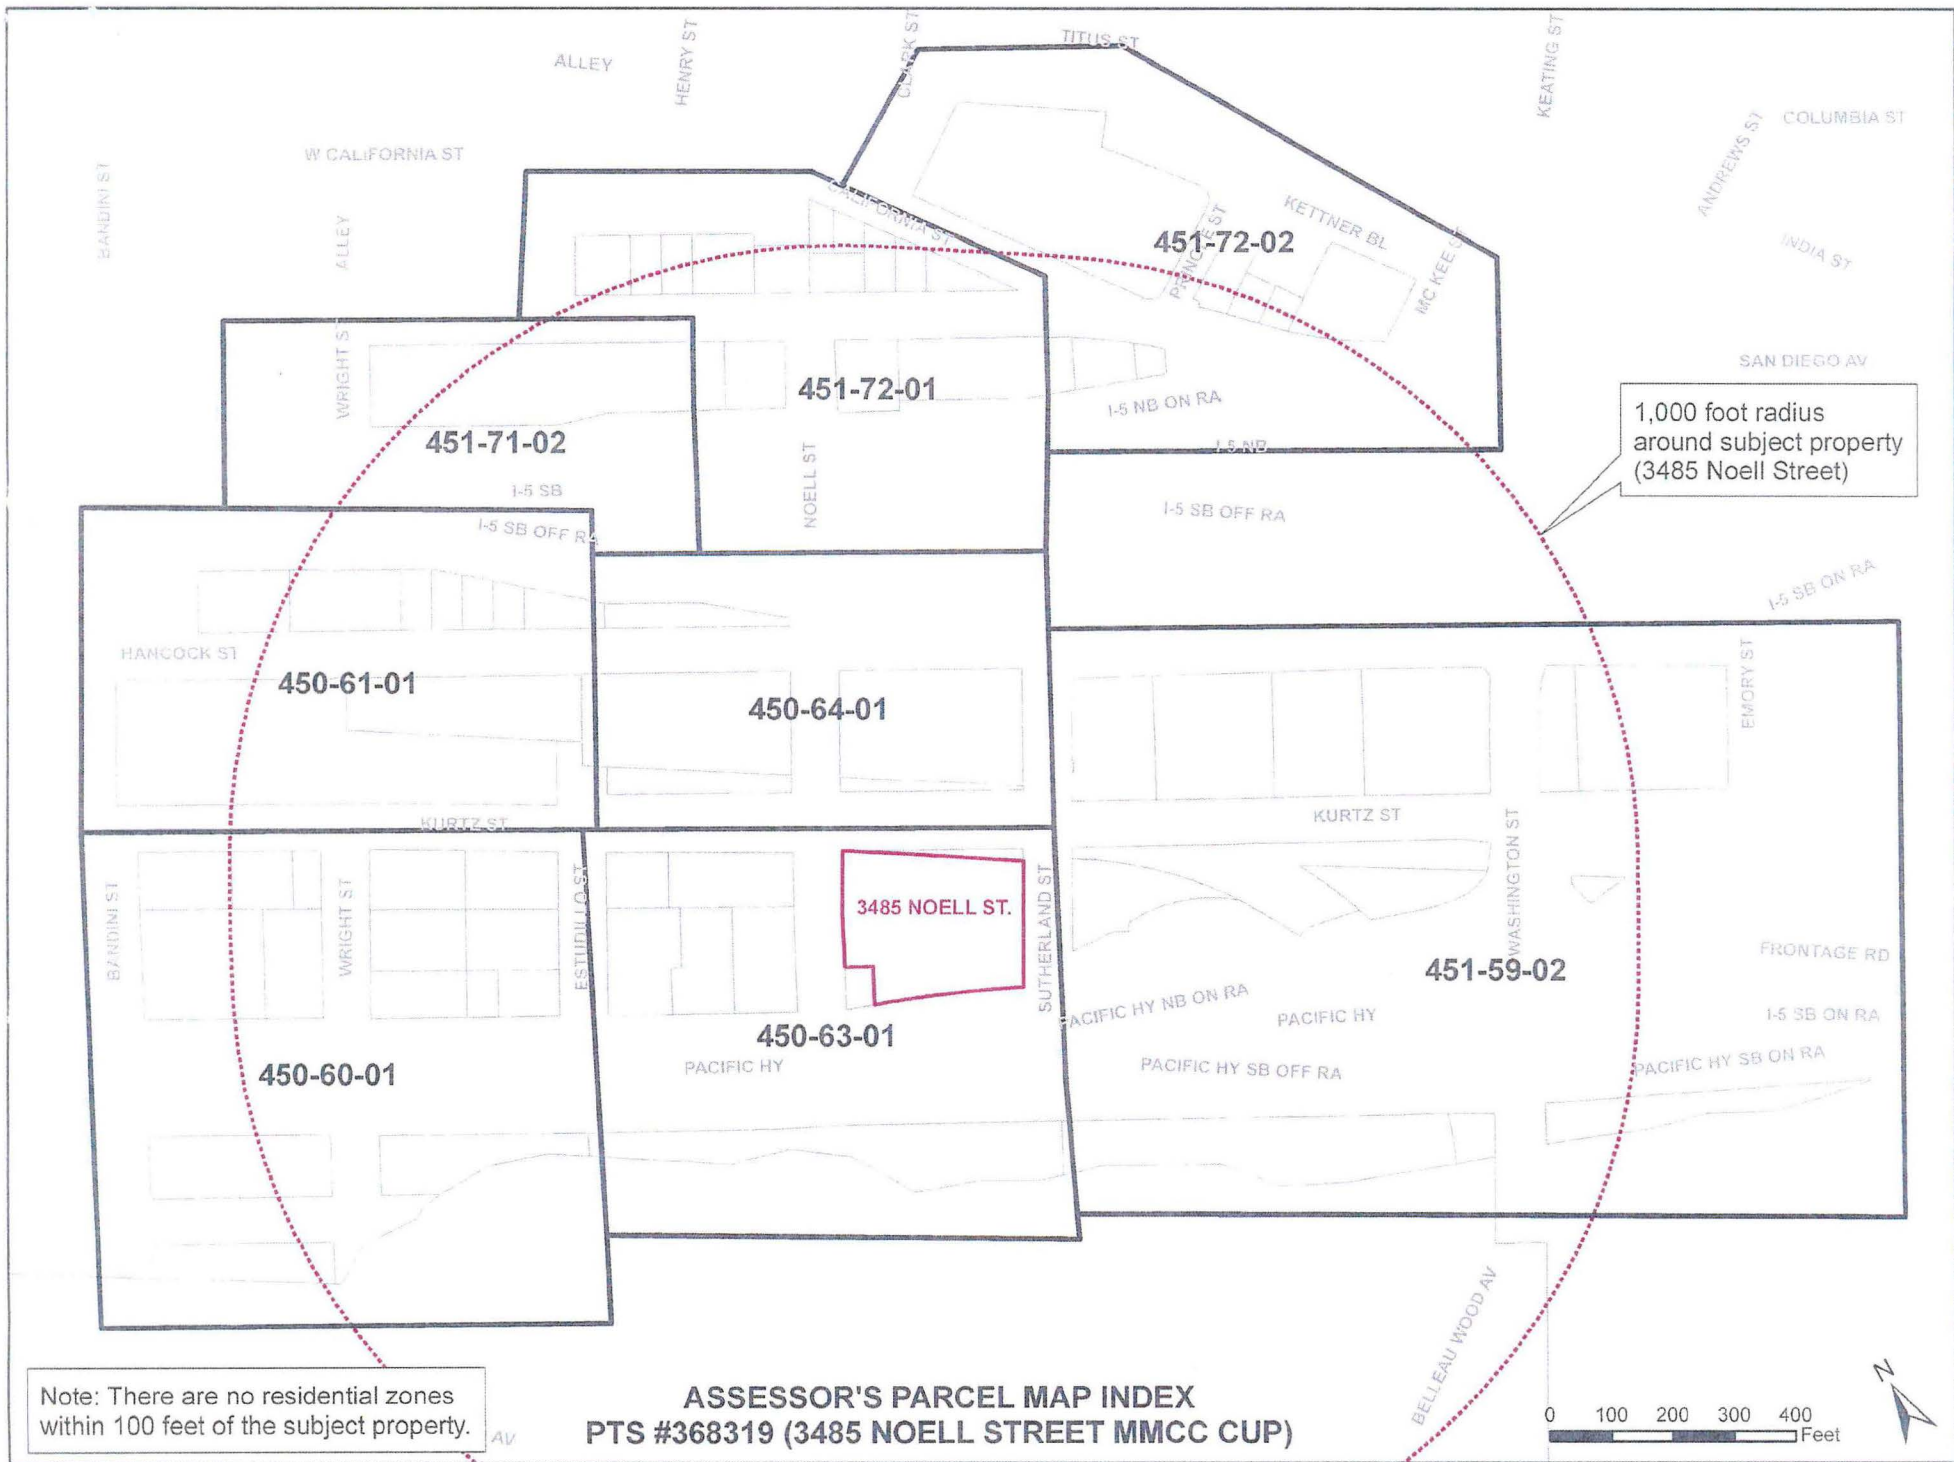 TITUS ST
CLARK ST
HENRY ST
ALLEY
KEATING ST
COLUMBIA ST
ANDREWS ST
W CALIFORNIA ST
BANDINI ST
CALIFORNIA ST
KETTNER BL
PRINCE ST
451-72-02
MC KEE ST
INDIA ST
ALLEY
WRIGHT S
SAN DIEGO AV
451-72-01
I-5 NB ON RA
1,000 foot radius
around subject property
(3485 Noell Street)
451-71-02
I-5 NB
NOELL ST
I-5 SB
I-5 SB OFF RA
I-5 SB OFF RA
I-5 SB ON RA
HANCOCK ST
450-61-01
450-64-01
EMORY ST
KURTZ ST
KURTZ ST
WASHINGTON ST
BANDINI ST
WRIGHT ST
ESTUDILLO ST
3485 NOELL ST.
SUTHERLAND ST
451-59-02
FRONTAGE RD
PACIFIC HY NB ON RA
PACIFIC HY
I-5 SB ON RA
450-63-01
450-60-01
PACIFIC HY
PACIFIC HY SB OFF RA
PACIFIC HY SB ON RA
BELLEAU WOOD AV
Note: There are no residential zones
within 100 feet of the subject property.
AV
ASSESSOR'S PARCEL MAP INDEX
PTS #368319 (3485 NOELL STREET MMCC CUP)
0 100 200 300 400
Feet
N